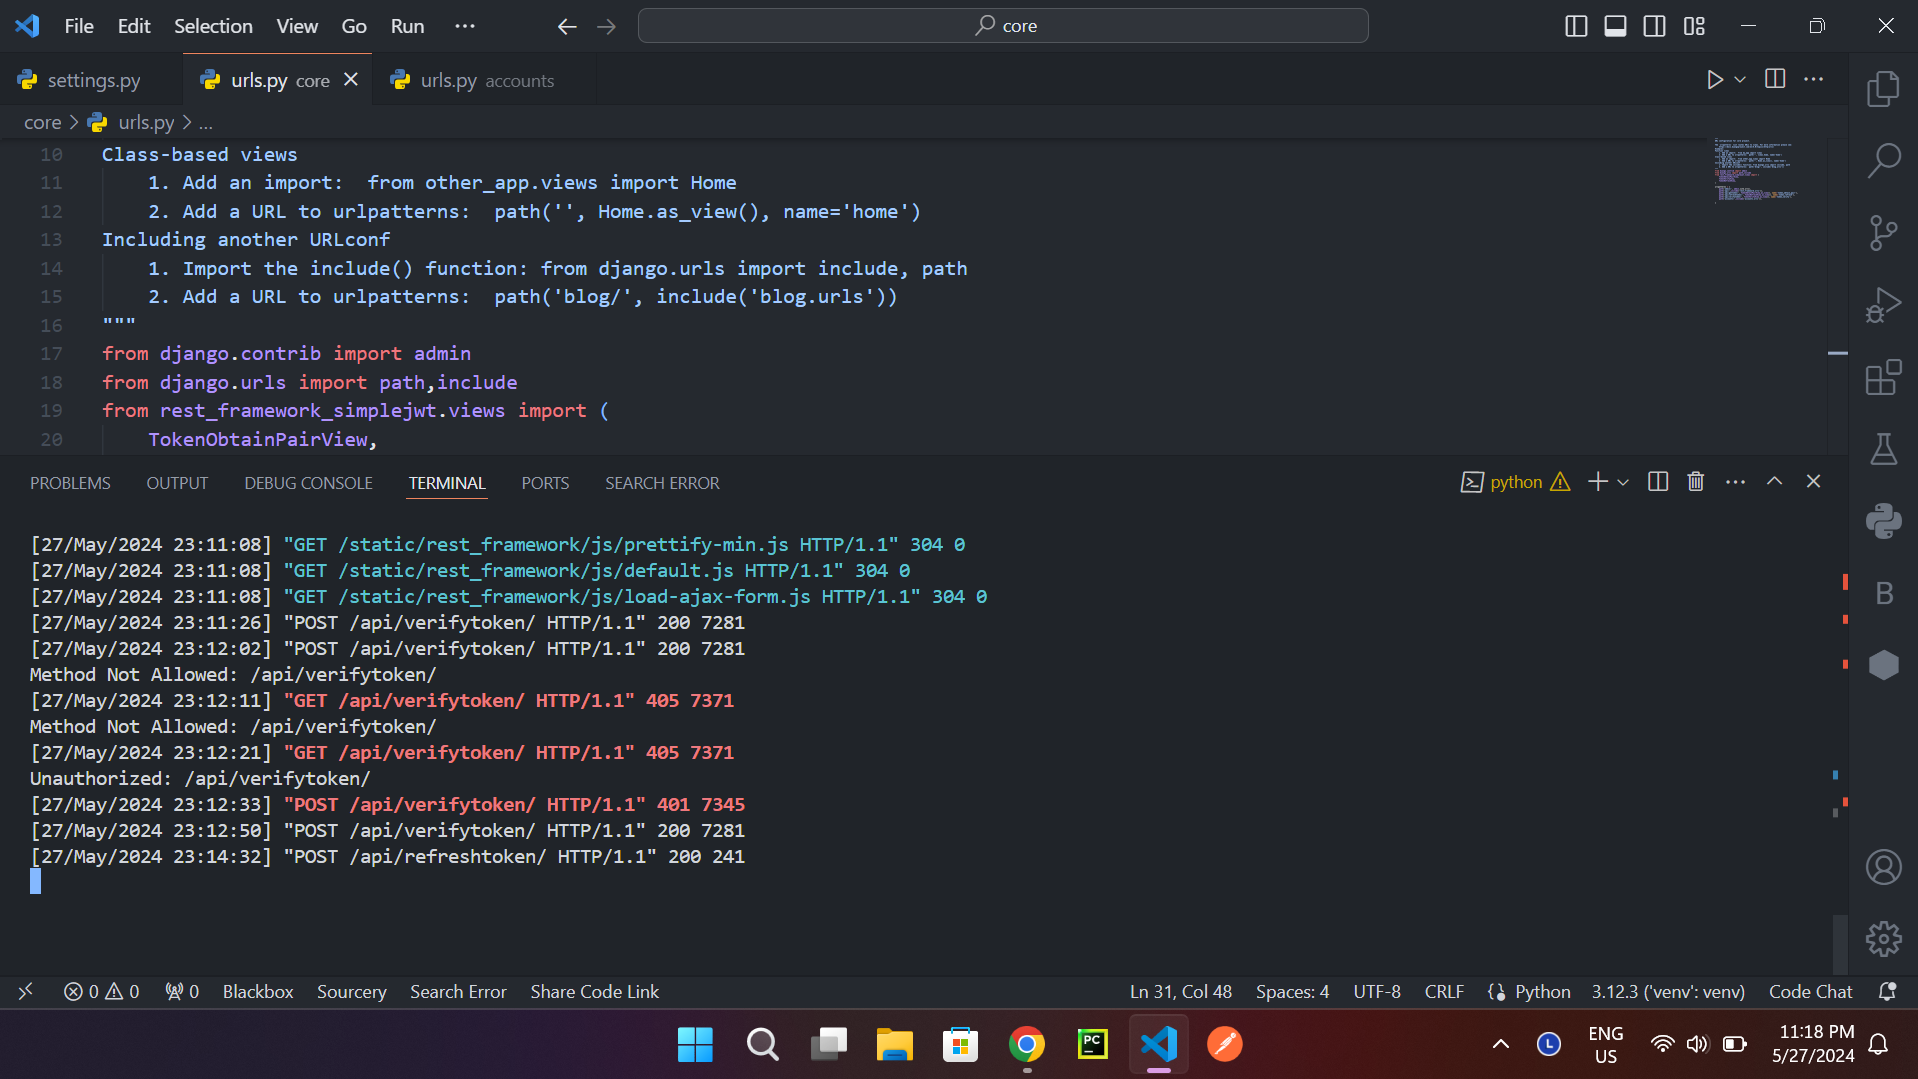 File Edit Selection View Go Run ··· core
settings.py urls.py core urls.py accounts
core > urls.py > ...
10 Class-based views
11 1. Add an import:  from other_app.views import Home
12 2. Add a URL to urlpatterns:  path('', Home.as_view(), name='home')
13 Including another URLconf
14 1. Import the include() function: from django.urls import include, path
15 2. Add a URL to urlpatterns:  path('blog/', include('blog.urls'))
16 """
17 from django.contrib import admin
18 from django.urls import path,include
19 from rest_framework_simplejwt.views import (
20 TokenObtainPairView,
PROBLEMS OUTPUT DEBUG CONSOLE TERMINAL PORTS SEARCH ERROR python
[27/May/2024 23:11:08] "GET /static/rest_framework/js/prettify-min.js HTTP/1.1" 304 0
[27/May/2024 23:11:08] "GET /static/rest_framework/js/default.js HTTP/1.1" 304 0
[27/May/2024 23:11:08] "GET /static/rest_framework/js/load-ajax-form.js HTTP/1.1" 304 0
[27/May/2024 23:11:26] "POST /api/verifytoken/ HTTP/1.1" 200 7281
[27/May/2024 23:12:02] "POST /api/verifytoken/ HTTP/1.1" 200 7281
Method Not Allowed: /api/verifytoken/
[27/May/2024 23:12:11] "GET /api/verifytoken/ HTTP/1.1" 405 7371
Method Not Allowed: /api/verifytoken/
[27/May/2024 23:12:21] "GET /api/verifytoken/ HTTP/1.1" 405 7371
Unauthorized: /api/verifytoken/
[27/May/2024 23:12:33] "POST /api/verifytoken/ HTTP/1.1" 401 7345
[27/May/2024 23:12:50] "POST /api/verifytoken/ HTTP/1.1" 200 7281
[27/May/2024 23:14:32] "POST /api/refreshtoken/ HTTP/1.1" 200 241
B
0 0 0 Blackbox Sourcery Search Error Share Code Link Ln 31, Col 48 Spaces: 4 UTF-8 CRLF Python 3.12.3 ('venv': venv) Code Chat
PC L ENG 11:18 PM
US 5/27/2024